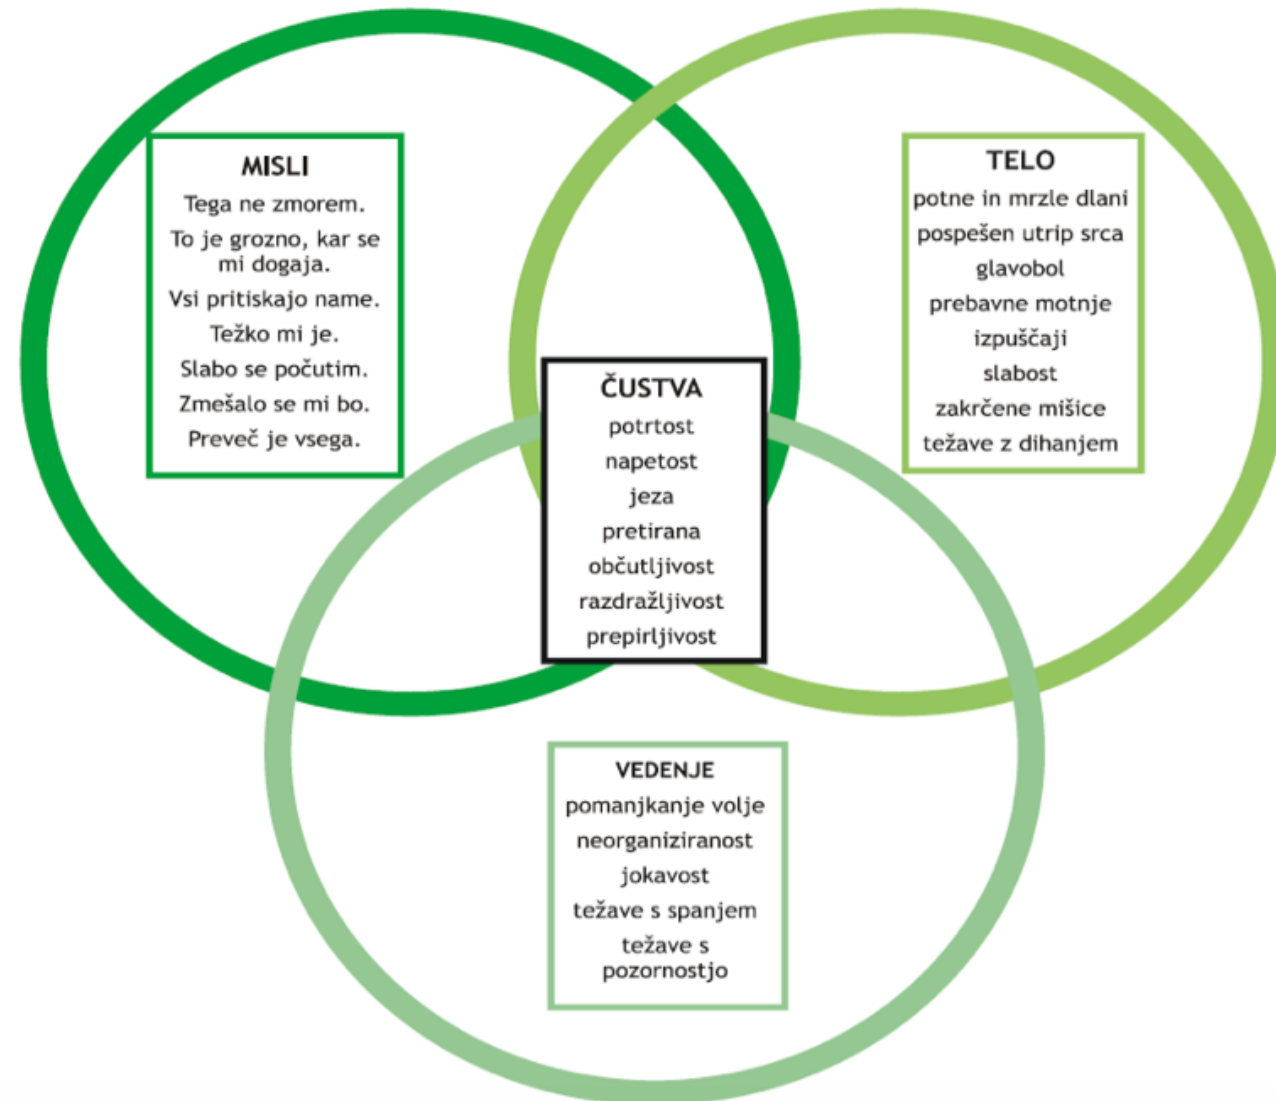 MISLI
Tega ne zmorem.
To je grozno, kar se
mi dogaja.
Vsi pritiskajo name.
Težko mi je.
Slabo se počutim.
Zmešalo se mi bo.
Preveč je vsega.
TELO
potne in mrzle dlani
pospešen utrip srca
glavobol
prebavne motnje
izpuščaji
slabost
zakrčene mišice
težave z dihanjem
ČUSTVA
potrtost
napetost
jeza
pretirana
občutljivost
razdražljivost
prepirljivost
VEDENJE
pomanjkanje volje
neorganiziranost
jokavost
težave s spanjem
težave s
pozornostjo